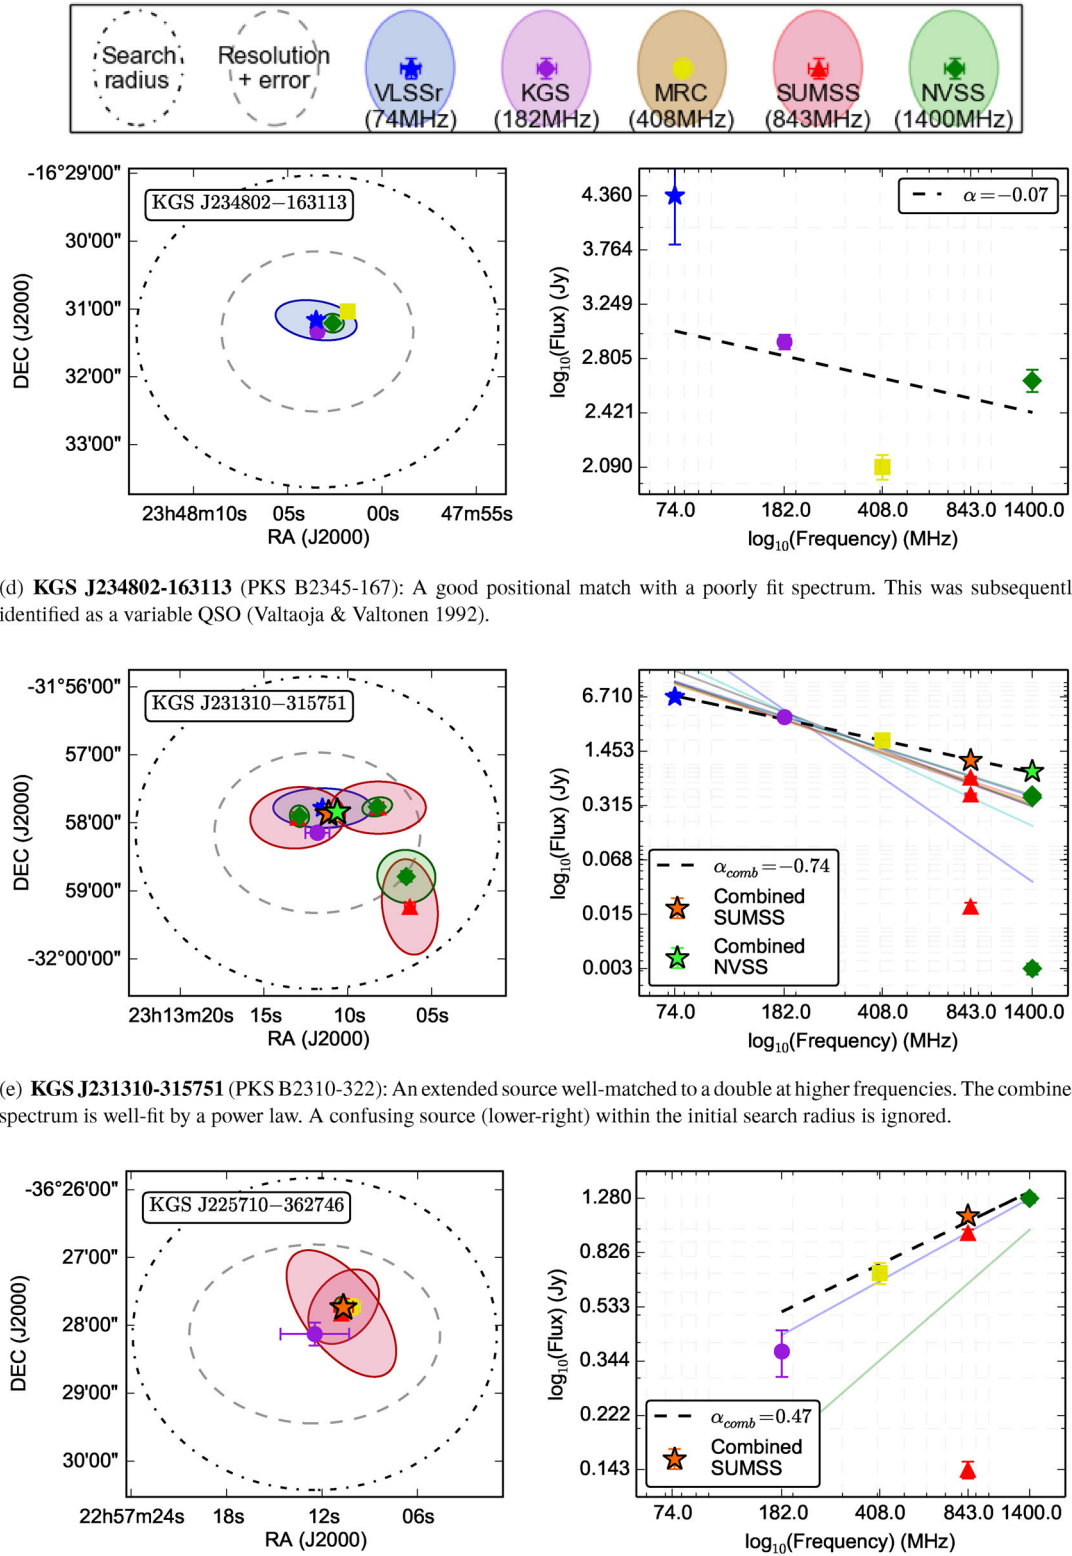 Search radius
Resolution + error
VLSSr (74MHz)
KGS (182MHz)
MRC (408MHz)
SUMSS (843MHz)
NVSS (1400MHz)
KGS J234802−163113
-16°29'00"
30'00"
31'00"
32'00"
33'00"
DEC (J2000)
23h48m10s 05s 00s 47m55s
RA (J2000)
α=−0.07
4.360
3.764
3.249
2.805
2.421
2.090
log10(Flux) (Jy)
74.0 182.0 408.0 843.0 1400.0
log10(Frequency) (MHz)
(d) KGS J234802-163113 (PKS B2345-167): A good positional match with a poorly fit spectrum. This was subsequentl
identified as a variable QSO (Valtaoja & Valtonen 1992).
KGS J231310−315751
-31°56'00"
57'00"
58'00"
59'00"
-32°00'00"
DEC (J2000)
23h13m20s 15s 10s 05s
RA (J2000)
6.710
1.453
0.315
0.068
0.015
0.003
log10(Flux) (Jy)
αcomb=−0.74
Combined SUMSS
Combined NVSS
74.0 182.0 408.0 843.0 1400.0
log10(Frequency) (MHz)
(e) KGS J231310-315751 (PKS B2310-322): An extended source well-matched to a double at higher frequencies. The combine
spectrum is well-fit by a power law. A confusing source (lower-right) within the initial search radius is ignored.
KGS J225710−362746
-36°26'00"
27'00"
28'00"
29'00"
30'00"
DEC (J2000)
22h57m24s 18s 12s 06s
RA (J2000)
1.280
0.826
0.533
0.344
0.222
0.143
log10(Flux) (Jy)
αcomb=0.47
Combined SUMSS
74.0 182.0 408.0 843.0 1400.0
log10(Frequency) (MHz)